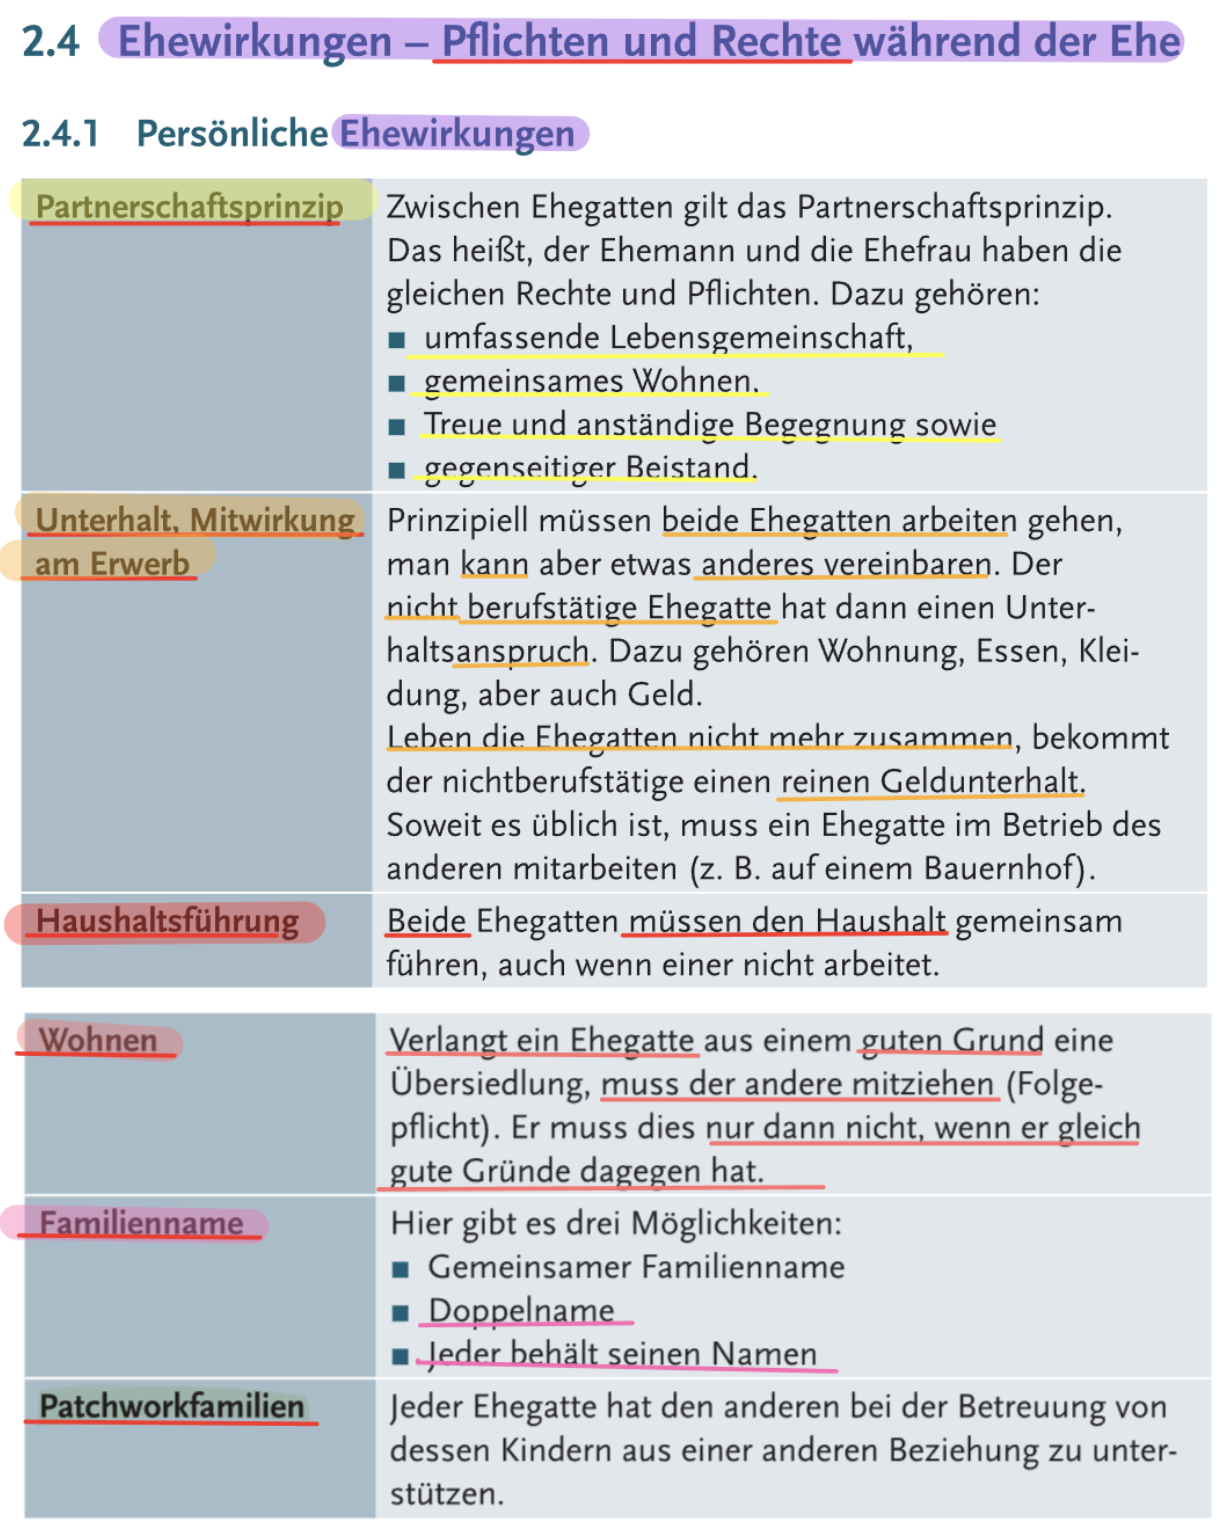 2.4 Ehewirkungen – Pflichten und Rechte während der Ehe
2.4.1 Persönliche Ehewirkungen
Partnerschaftsprinzip
Zwischen Ehegatten gilt das Partnerschaftsprinzip.
Das heißt, der Ehemann und die Ehefrau haben die
gleichen Rechte und Pflichten. Dazu gehören:
■ umfassende Lebensgemeinschaft,
■ gemeinsames Wohnen,
■ Treue und anständige Begegnung sowie
■ gegenseitiger Beistand.
Unterhalt, Mitwirkung
am Erwerb
Prinzipiell müssen beide Ehegatten arbeiten gehen,
man kann aber etwas anderes vereinbaren. Der
nicht berufstätige Ehegatte hat dann einen Unter-
haltsanspruch. Dazu gehören Wohnung, Essen, Klei-
dung, aber auch Geld.
Leben die Ehegatten nicht mehr zusammen, bekommt
der nichtberufstätige einen reinen Geldunterhalt.
Soweit es üblich ist, muss ein Ehegatte im Betrieb des
anderen mitarbeiten (z. B. auf einem Bauernhof).
Haushaltsführung
Beide Ehegatten müssen den Haushalt gemeinsam
führen, auch wenn einer nicht arbeitet.
Wohnen
Verlangt ein Ehegatte aus einem guten Grund eine
Übersiedlung, muss der andere mitziehen (Folge-
pflicht). Er muss dies nur dann nicht, wenn er gleich
gute Gründe dagegen hat.
Familienname
Hier gibt es drei Möglichkeiten:
■ Gemeinsamer Familienname
■ Doppelname
■ Jeder behält seinen Namen
Patchworkfamilien
Jeder Ehegatte hat den anderen bei der Betreuung von
dessen Kindern aus einer anderen Beziehung zu unter-
stützen.